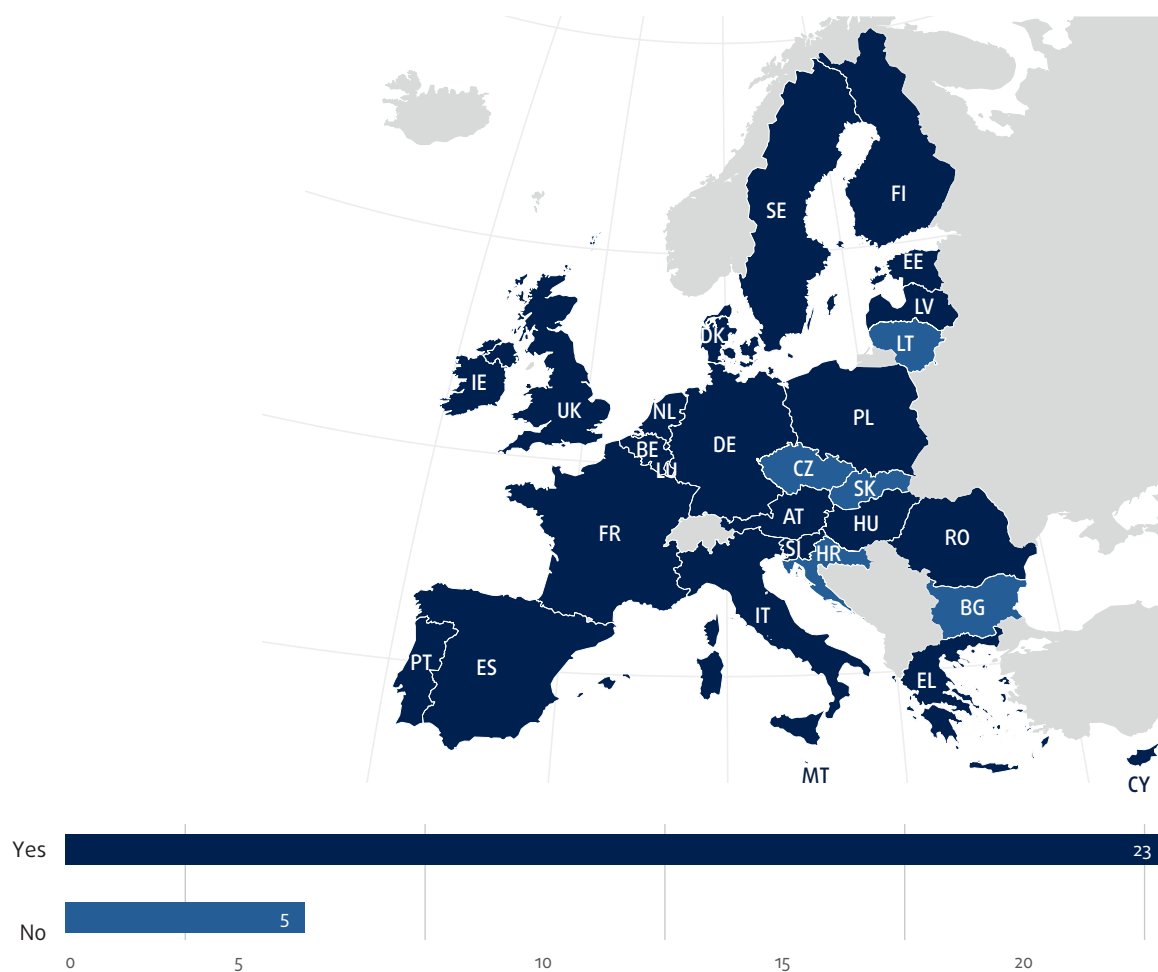 FI
SE
EE
LV
DK
LT
IE
UK
NL
PL
DE
BE
LU
CZ
SK
AT
HU
FR
RO
SI
HR
BG
IT
PT
ES
EL
MT
CY
Yes 23
No 5
0 5 10 15 20